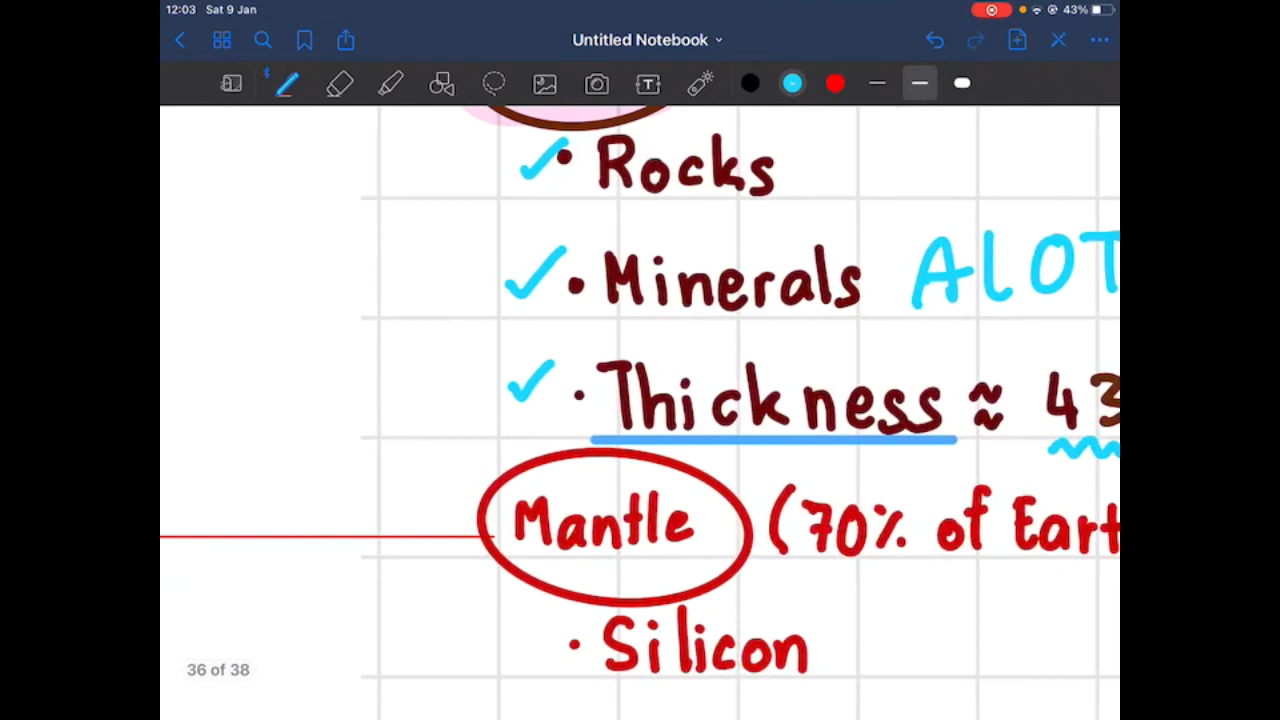 12:03 Sat 9 Jan 43%
Untitled Notebook
T
• Rocks
• Minerals AlOT
• Thickness ≈ 43
Mantle (70% of Eart
• Silicon
36 of 38